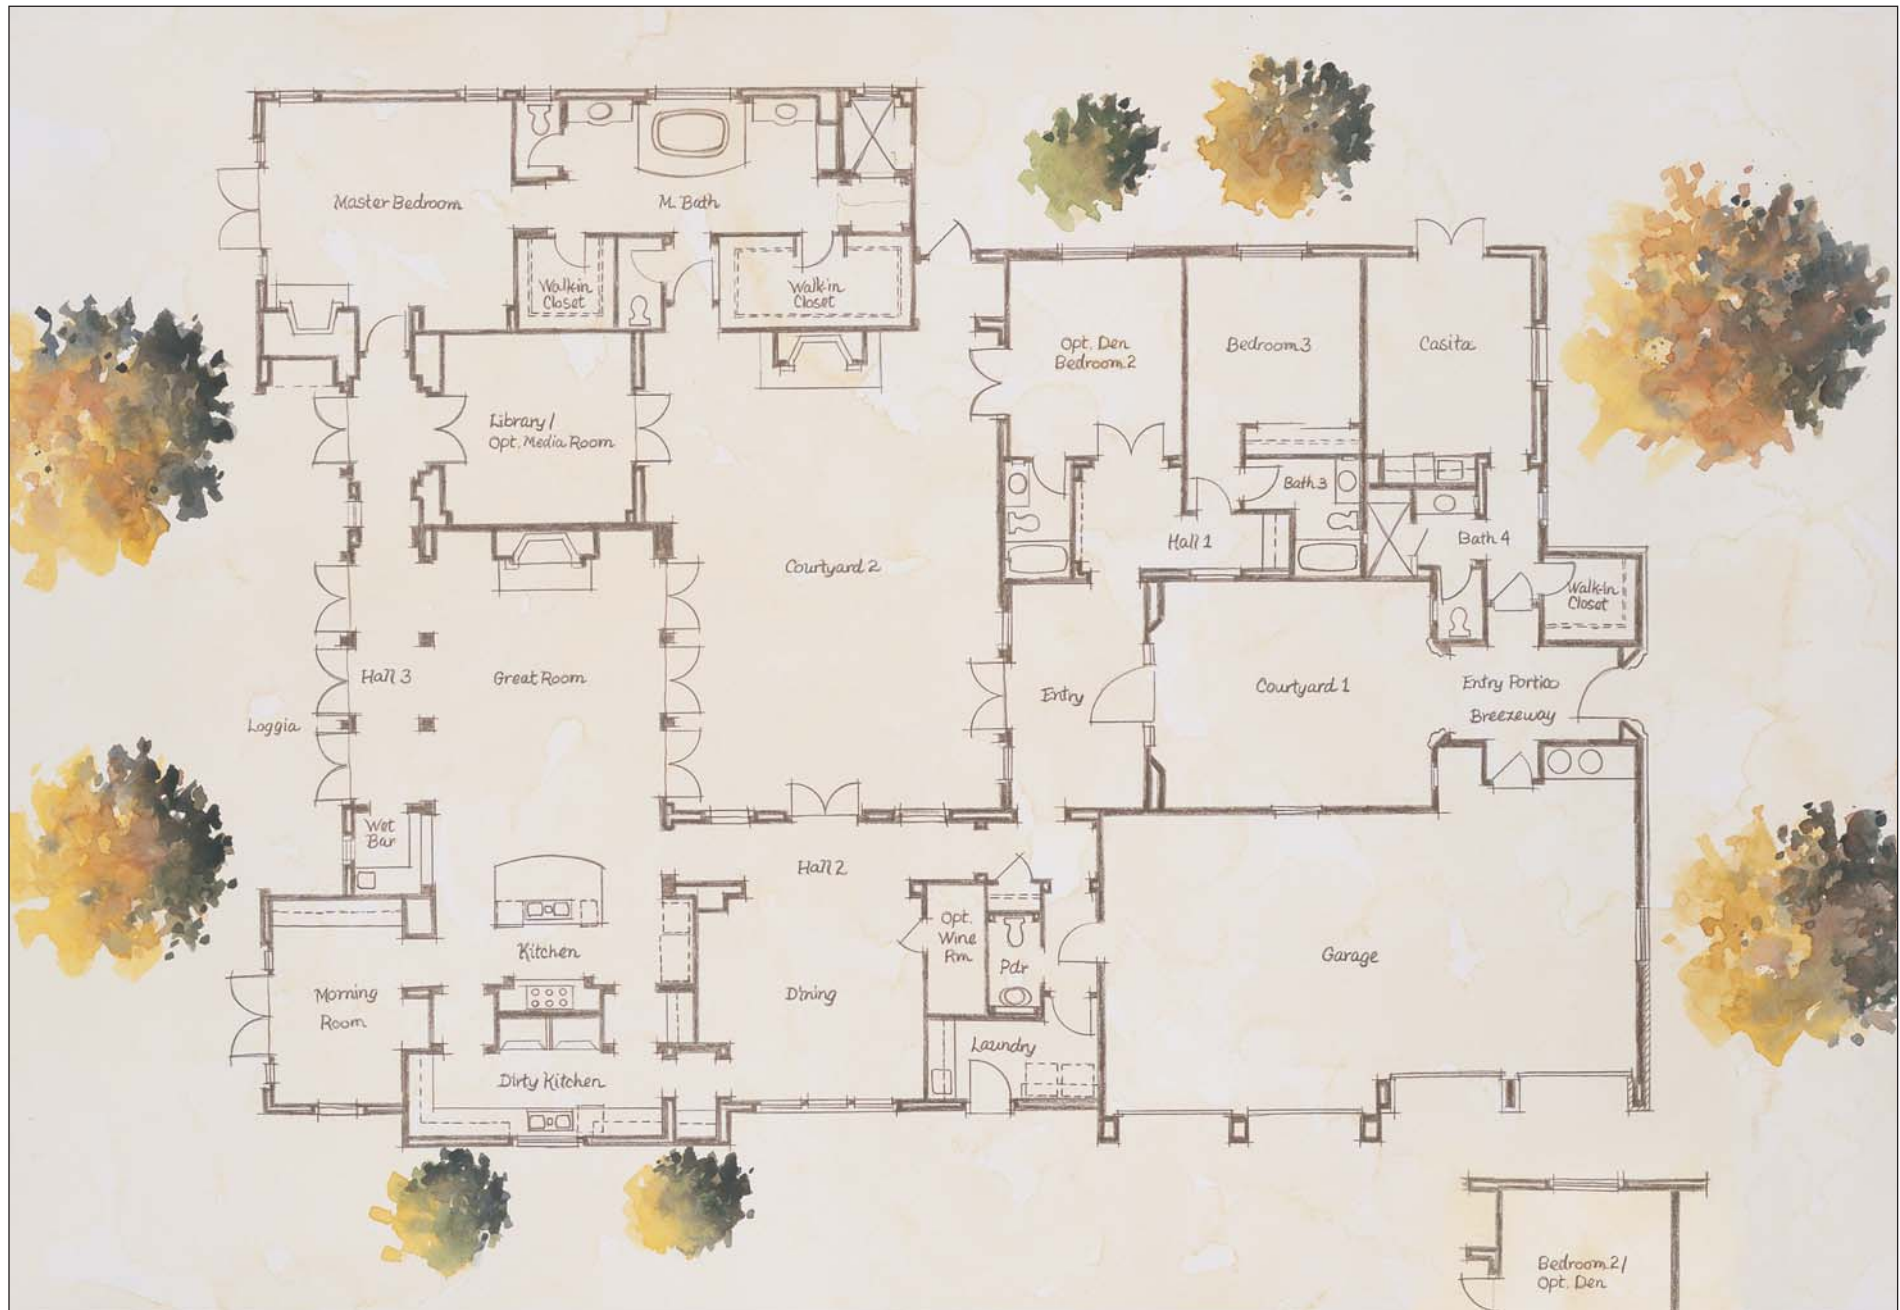 Master Bedroom
M. Bath
Walk-in
Closet
Walk-in
Closet
Opt. Den
Bedroom 2
Bedroom 3
Casita
Library /
Opt. Media Room
Bath 3
Hall 1
Bath 4
Courtyard 2
Walk-in
Closet
Hall 3
Great Room
Entry
Courtyard 1
Entry Portico
Breezeway
Loggia
Wet
Bar
Hall 2
Opt.
Wine
Rm
Kitchen
Pdr
Garage
Morning
Room
Dining
Laundry
Dirty Kitchen
Bedroom 2 /
Opt. Den